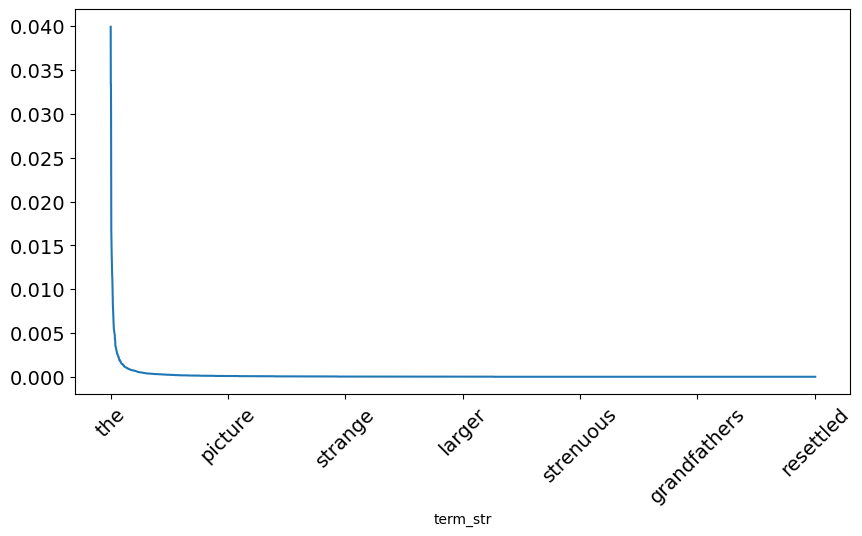 0.040
0.035
0.030
0.025
0.020
0.015
0.010
0.005
0.000
the
picture
strange
larger
strenuous
grandfathers
resettled
term_str